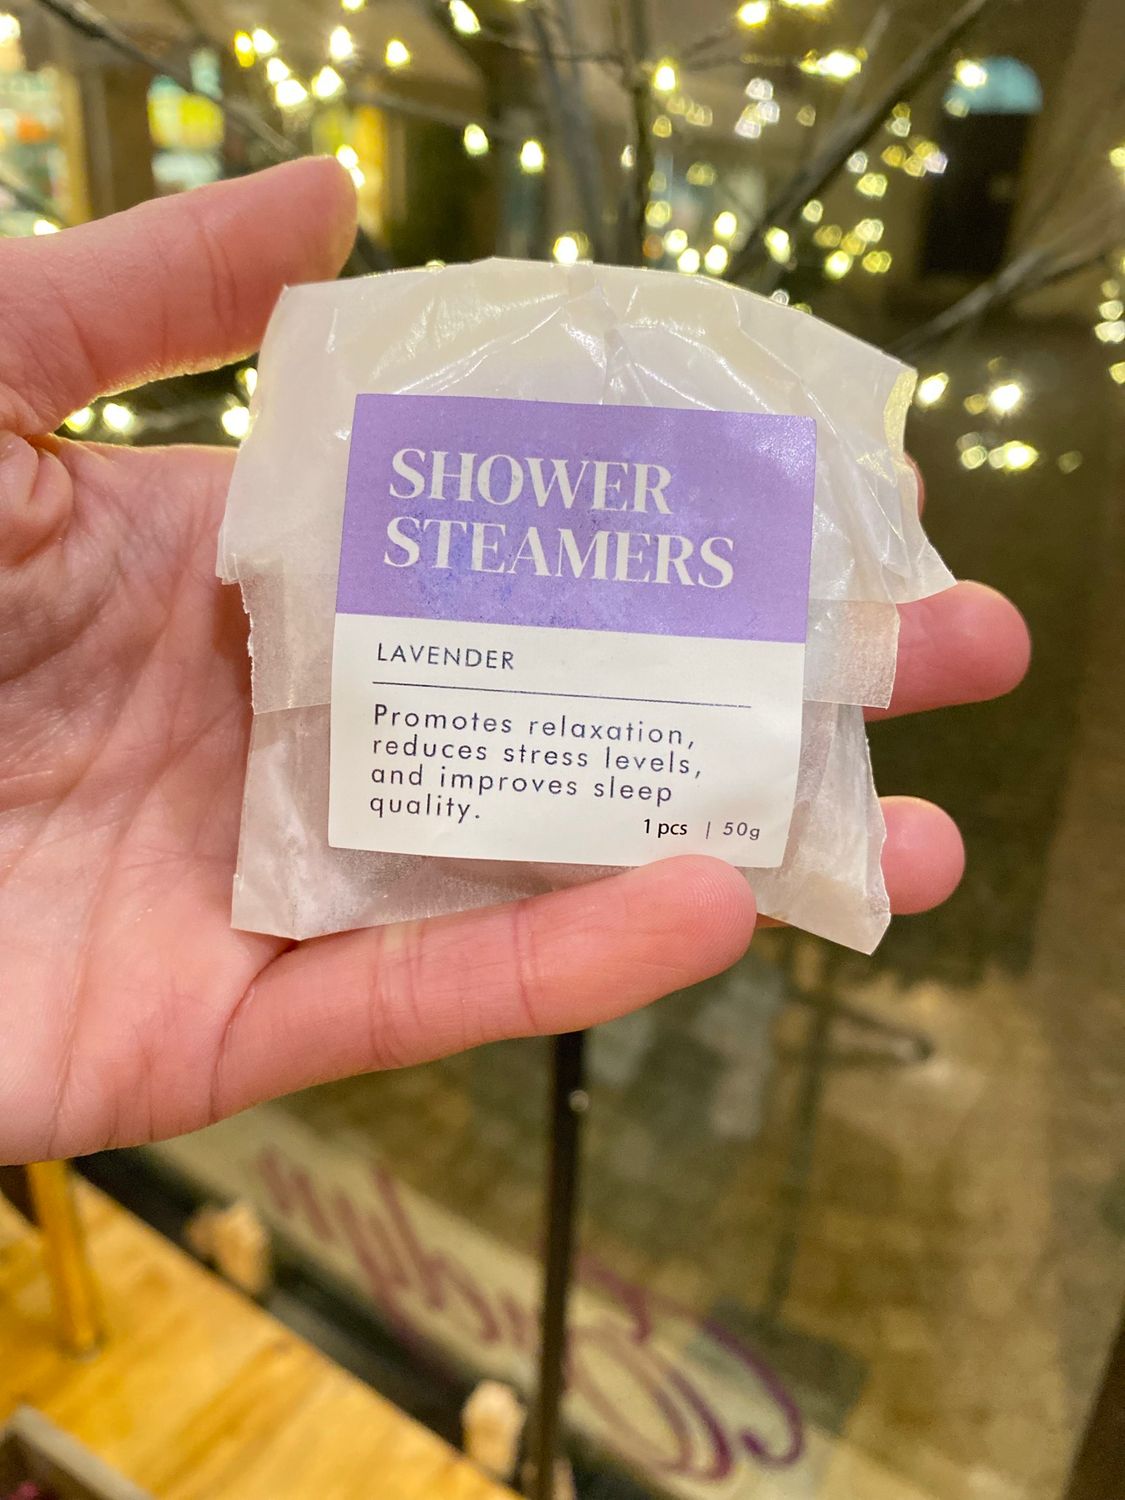 SHOWER
STEAMERS
LAVENDER
Promotes relaxation,
reduces stress levels,
and improves sleep
quality.
1 pcs | 50g